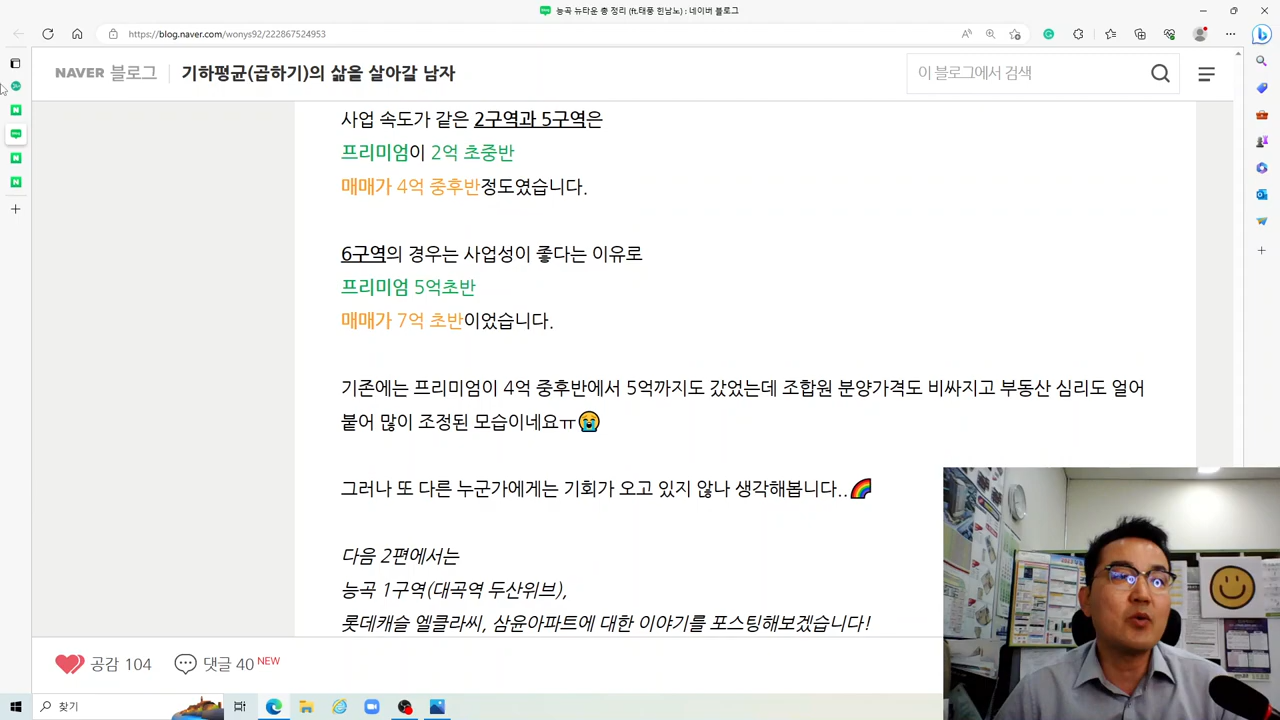 능곡 뉴타운 총 정리 (ft.태풍 힌남노) : 네이버 블로그
https://blog.naver.com/wonys92/222867524953
NAVER 블로그
기하평균(곱하기)의 삶을 살아갈 남자
이 블로그에서 검색
사업 속도가 같은 2구역과 5구역은
프리미엄이 2억 초중반
매매가 4억 중후반정도였습니다.
6구역의 경우는 사업성이 좋다는 이유로
프리미엄 5억초반
매매가 7억 초반이었습니다.
기존에는 프리미엄이 4억 중후반에서 5억까지도 갔었는데 조합원 분양가격도 비싸지고 부동산 심리도 얼어
붙어 많이 조정된 모습이네요ㅠ😭
그러나 또 다른 누군가에게는 기회가 오고 있지 않나 생각해봅니다..🌈
다음 2편에서는
능곡 1구역(대곡역 두산위브),
롯데캐슬 엘클라씨, 삼윤아파트에 대한 이야기를 포스팅해보겠습니다!
공감 104
댓글 40 NEW
찾기